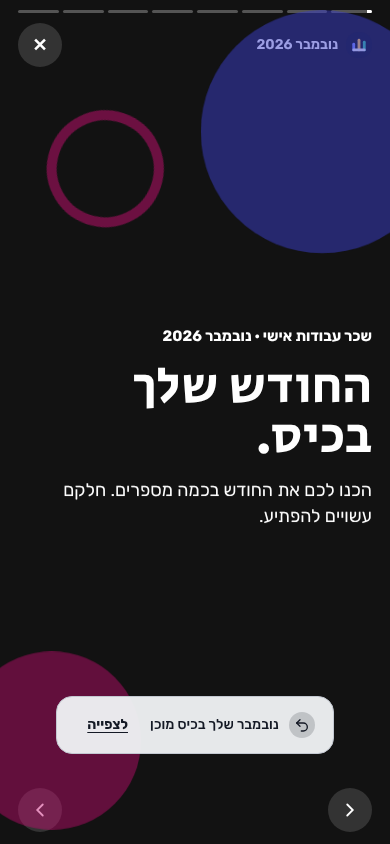 נובמבר 2026
שכר עבודות אישי • נובמבר 2026
החודש שלך
בכיס.
הכנו לכם את החודש בכמה מספרים. חלקם
עשויים להפתיע.
נובמבר שלך בכיס מוכן לצפייה